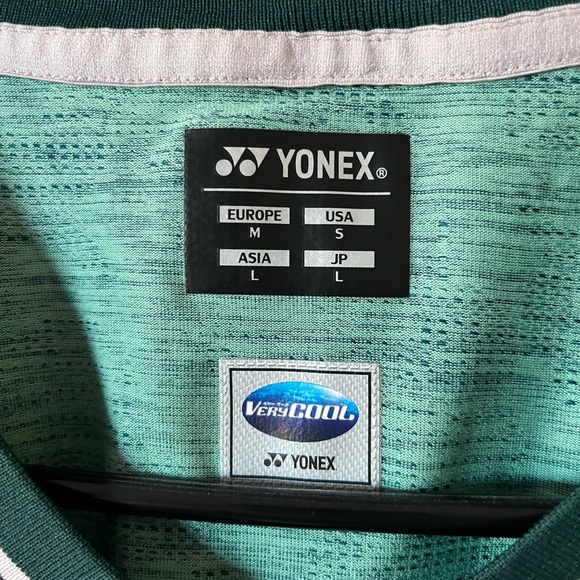 YONEX®
EUROPE USA
M S
ASIA JP
L L
VERYCOOL
YONEX